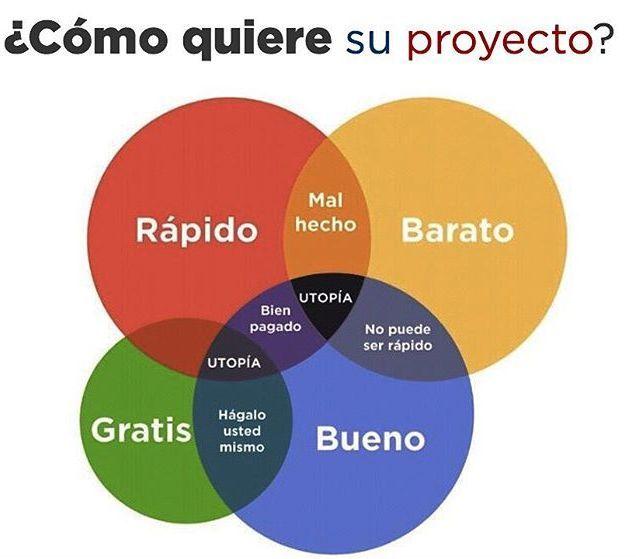 ¿Cómo quiere su proyecto?
Mal
hecho
Rápido
Barato
UTOPÍA
Bien
pagado
No puede
ser rápido
UTOPÍA
Hágalo
usted
mismo
Gratis
Bueno